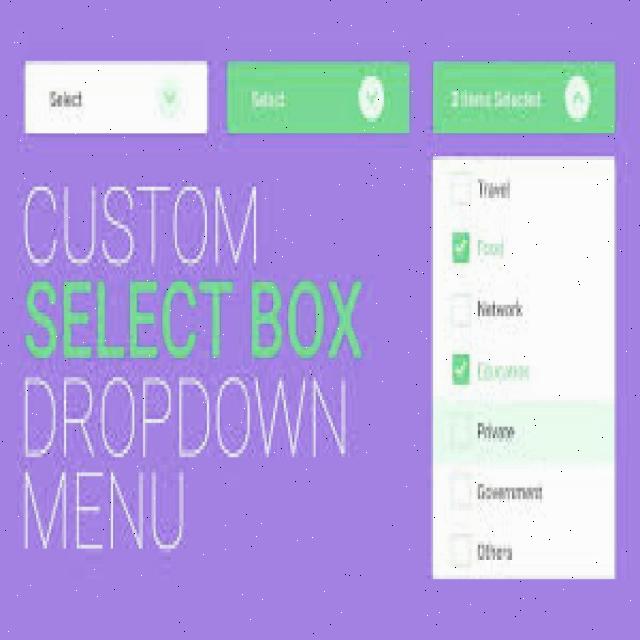 Select
Select
2 Items Selected
CUSTOM
SELECT BOX
DROPDOWN
MENU
Travel
Food
Network
Education
Private
Government
Others